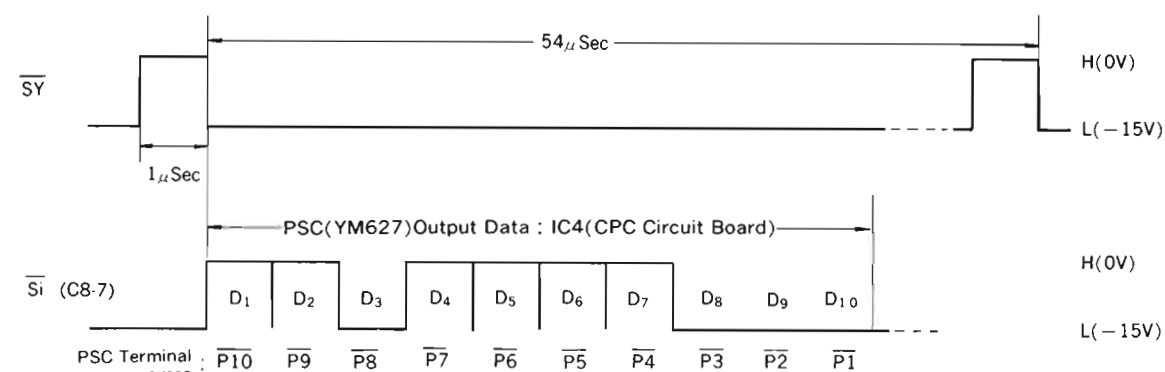 54μSec
H(0V)
SY
L(−15V)
1μSec
PSC(YM627)Output Data : IC4(CPC Circuit Board)
H(0V)
Si (C8-7) D1 D2 D3 D4 D5 D6 D7 D8 D9 D10
L(−15V)
PSC Terminal : P10 P9 P8 P7 P6 P5 P4 P3 P2 P1